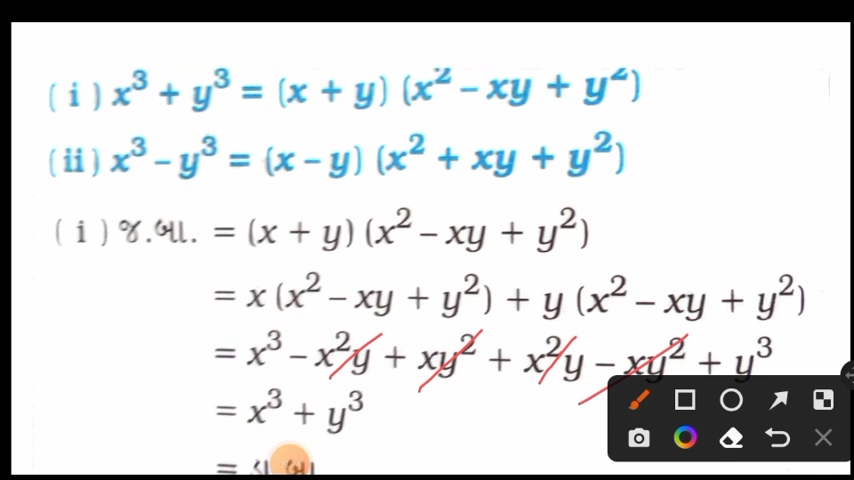 (i) x³ + y³ = (x + y) (x² – xy + y²)
(ii) x³ – y³ = (x – y) (x² + xy + y²)
(i) જ.બા. = (x + y) (x² – xy + y²)
= x (x² – xy + y²) + y (x² – xy + y²)
= x³ – x²y + xy² + x²y – xy² + y³
= x³ + y³
=